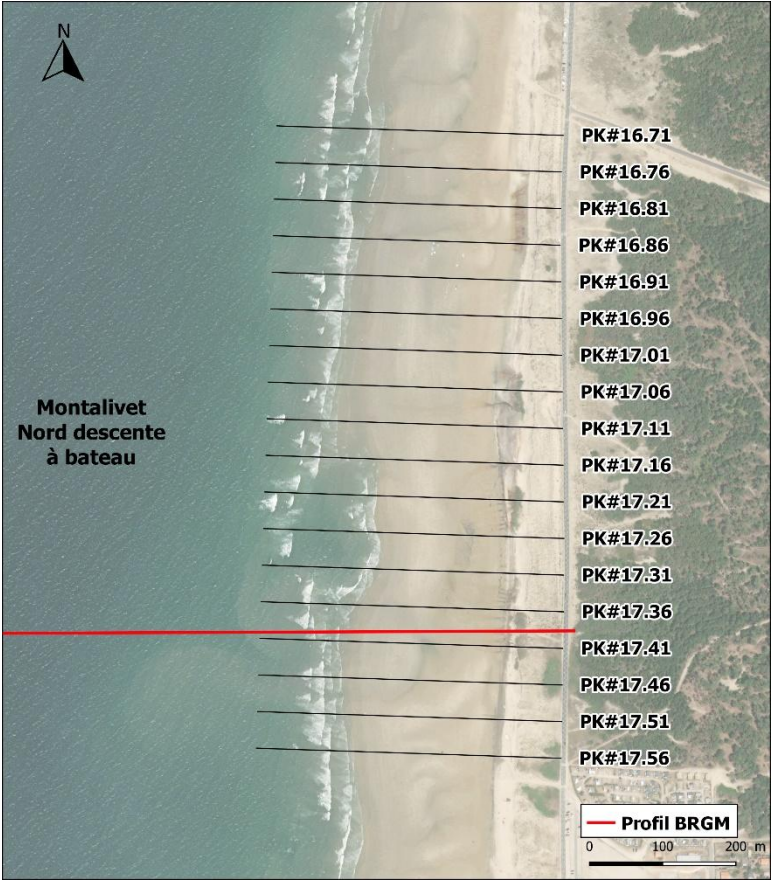 N
PK#16.71
PK#16.76
PK#16.81
PK#16.86
PK#16.91
PK#16.96
PK#17.01
PK#17.06
PK#17.11
Montalivet
Nord descente
à bateau
PK#17.16
PK#17.21
PK#17.26
PK#17.31
PK#17.36
PK#17.41
PK#17.46
PK#17.51
PK#17.56
Profil BRGM
0 100 200 m